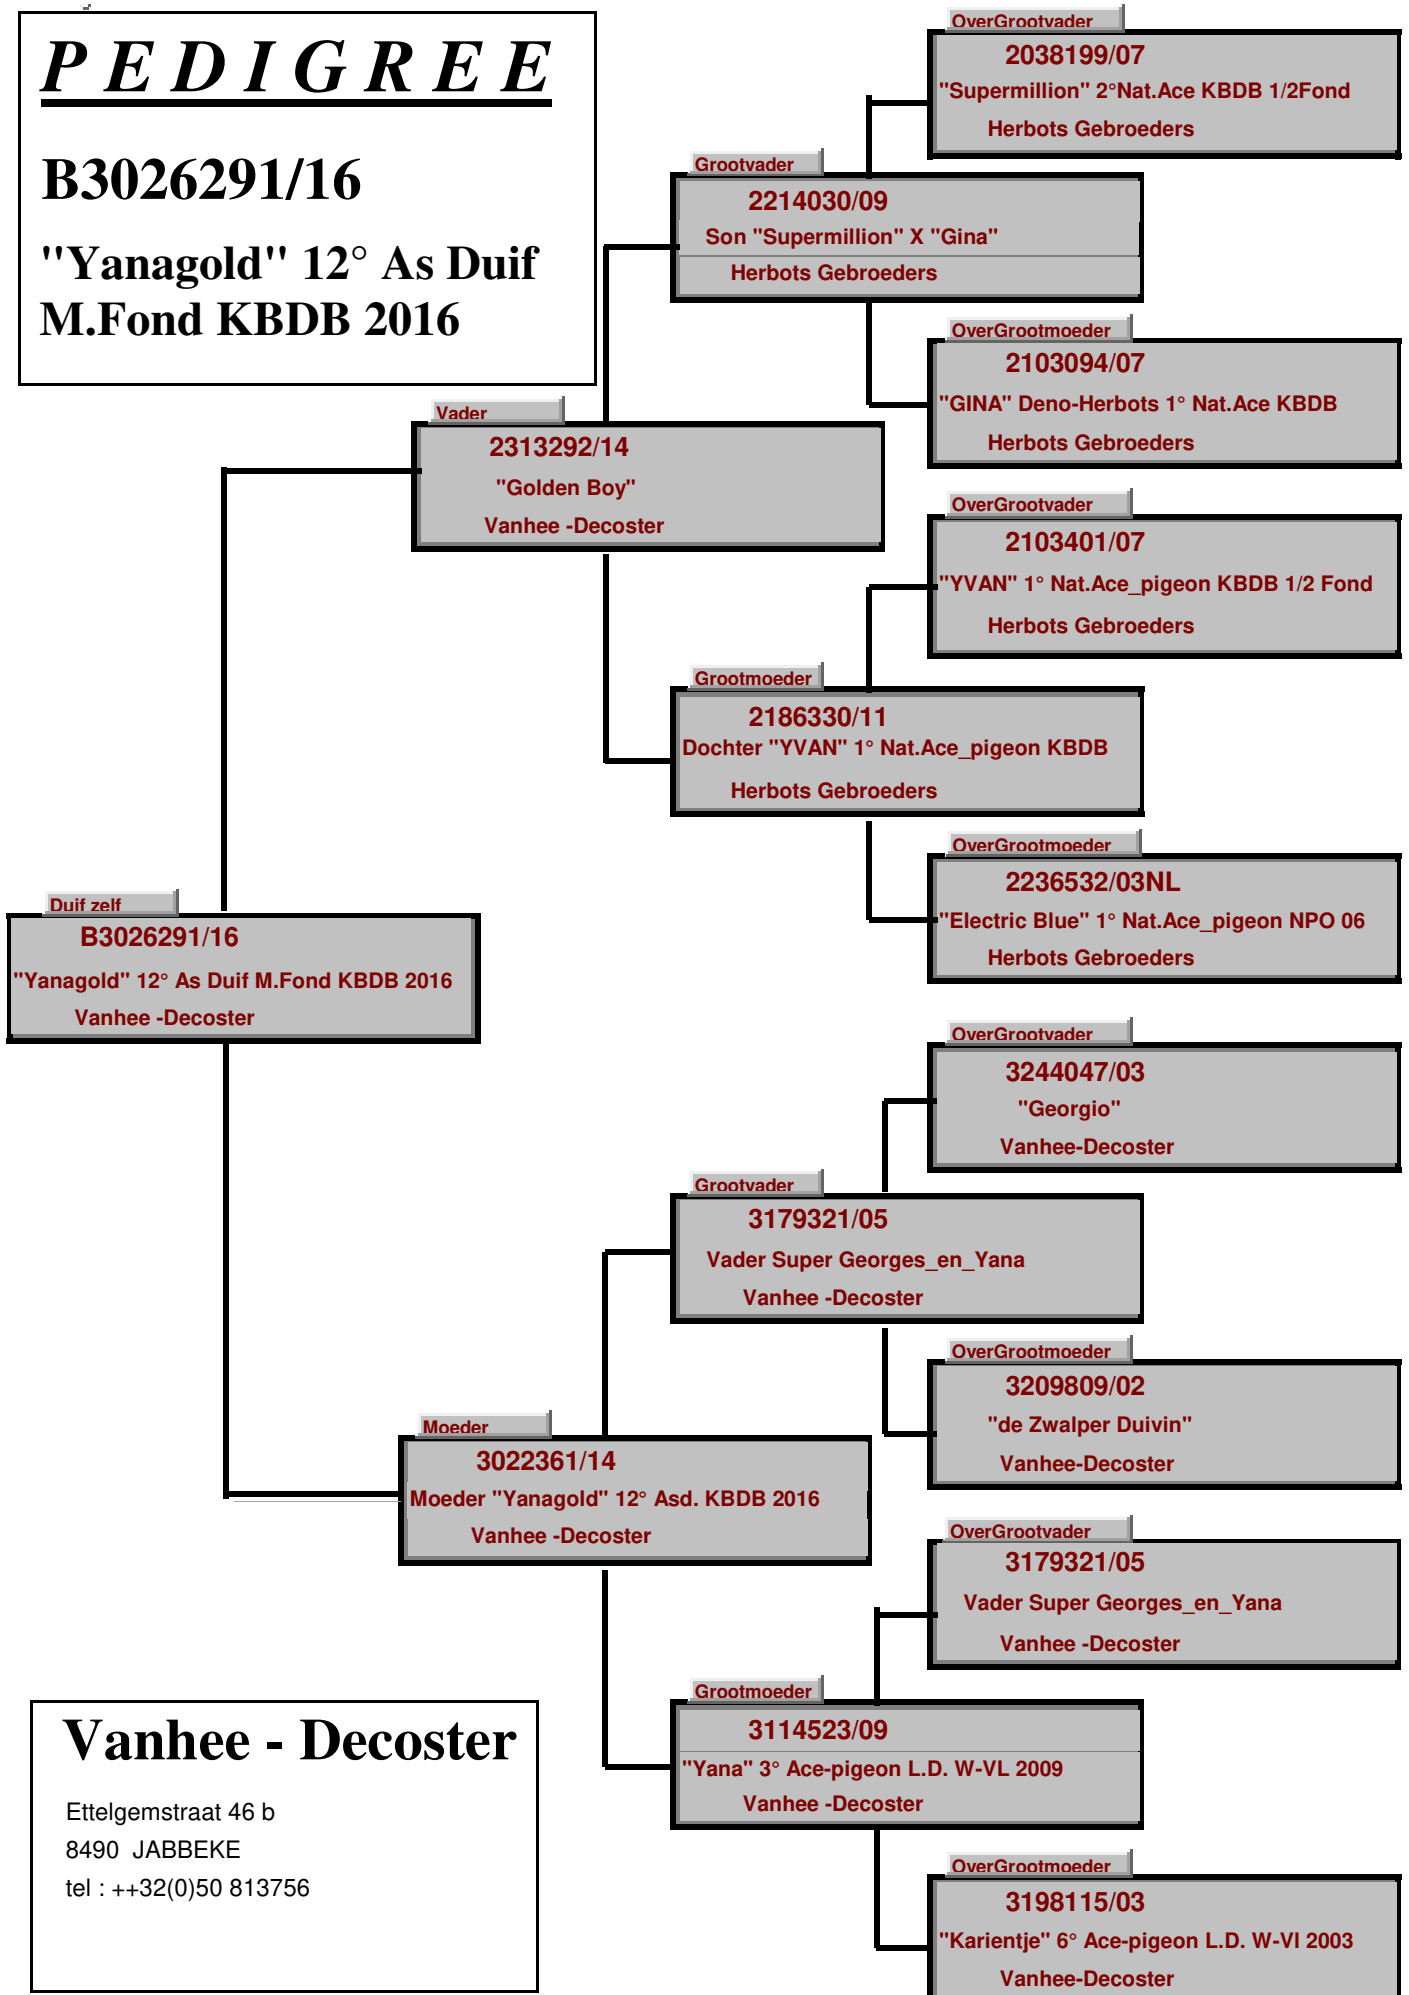 P E D I G R E E
B3026291/16
"Yanagold" 12° As Duif
M.Fond KBDB 2016
OverGrootvader
2038199/07
"Supermillion" 2°Nat.Ace KBDB 1/2Fond
Herbots Gebroeders
Grootvader
2214030/09
Son "Supermillion" X "Gina"
Herbots Gebroeders
OverGrootmoeder
2103094/07
"GINA" Deno-Herbots 1° Nat.Ace KBDB
Herbots Gebroeders
Vader
2313292/14
"Golden Boy"
Vanhee -Decoster
OverGrootvader
2103401/07
"YVAN" 1° Nat.Ace_pigeon KBDB 1/2 Fond
Herbots Gebroeders
Grootmoeder
2186330/11
Dochter "YVAN" 1° Nat.Ace_pigeon KBDB
Herbots Gebroeders
OverGrootmoeder
2236532/03NL
"Electric Blue" 1° Nat.Ace_pigeon NPO 06
Herbots Gebroeders
Duif zelf
B3026291/16
"Yanagold" 12° As Duif M.Fond KBDB 2016
Vanhee -Decoster
OverGrootvader
3244047/03
"Georgio"
Vanhee-Decoster
Grootvader
3179321/05
Vader Super Georges_en_Yana
Vanhee -Decoster
OverGrootmoeder
3209809/02
"de Zwalper Duivin"
Vanhee-Decoster
Moeder
3022361/14
Moeder "Yanagold" 12° Asd. KBDB 2016
Vanhee -Decoster
OverGrootvader
3179321/05
Vader Super Georges_en_Yana
Vanhee -Decoster
Grootmoeder
3114523/09
"Yana" 3° Ace-pigeon L.D. W-VL 2009
Vanhee -Decoster
OverGrootmoeder
3198115/03
"Karientje" 6° Ace-pigeon L.D. W-Vl 2003
Vanhee-Decoster
Vanhee - Decoster
Ettelgemstraat 46 b
8490 JABBEKE
tel : ++32(0)50 813756